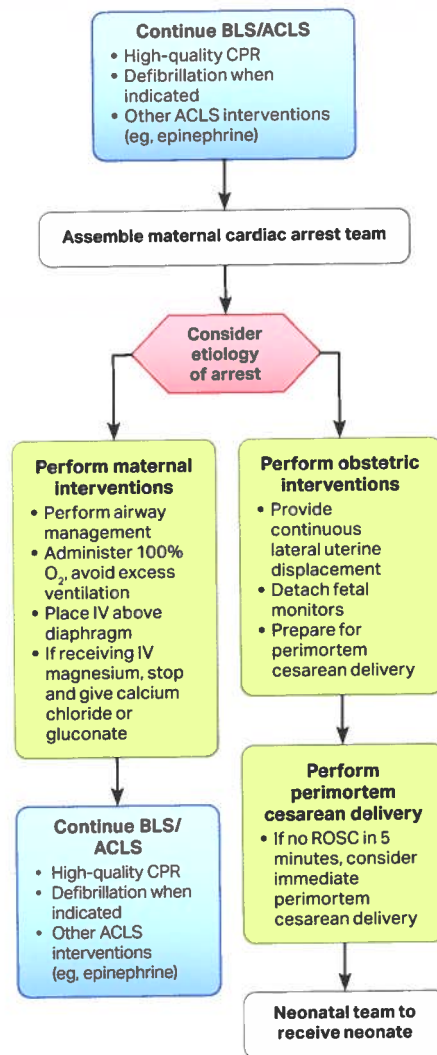 Continue BLS/ACLS
• High-quality CPR
• Defibrillation when
indicated
• Other ACLS interventions
(eg, epinephrine)
Assemble maternal cardiac arrest team
Consider
etiology
of arrest
Perform maternal
interventions
• Perform airway
management
• Administer 100%
O₂, avoid excess
ventilation
• Place IV above
diaphragm
• If receiving IV
magnesium, stop
and give calcium
chloride or
gluconate
Continue BLS/
ACLS
• High-quality CPR
• Defibrillation when
indicated
• Other ACLS
interventions
(eg, epinephrine)
Perform obstetric
interventions
• Provide
continuous
lateral uterine
displacement
• Detach fetal
monitors
• Prepare for
perimortem
cesarean delivery
Perform
perimortem
cesarean delivery
• If no ROSC in 5
minutes, consider
immediate
perimortem
cesarean delivery
Neonatal team to
receive neonate